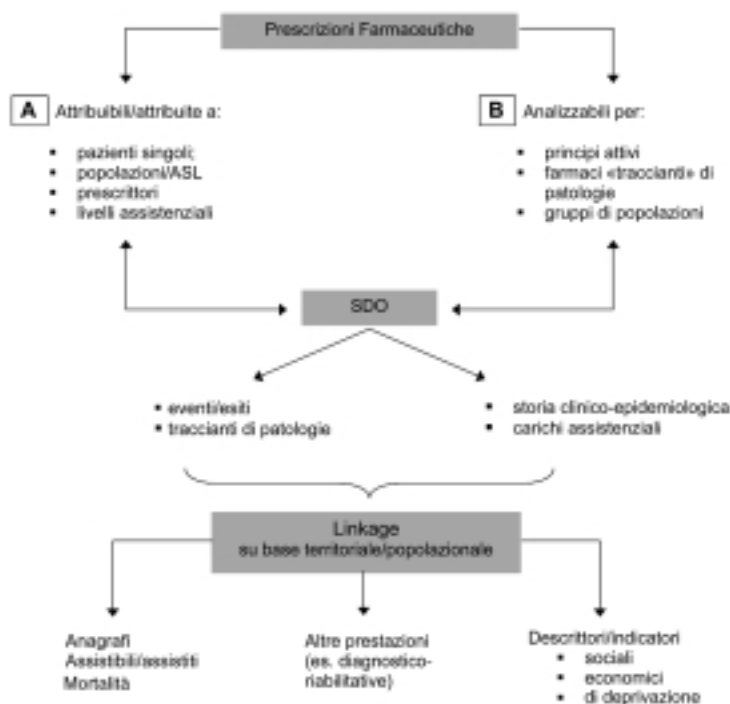 Prescrizioni Farmaceutiche
A Attribuibili/attribuite a:
▪ pazienti singoli;
▪ popolazioni/ASL
▪ prescrittori
▪ livelli assistenziali
B Analizzabili per:
▪ principi attivi
▪ farmaci «traccianti» di
patologie
▪ gruppi di popolazioni
SDO
▪ eventi/esiti
▪ traccianti di patologie
▪ storia clinico-epidemiologica
▪ carichi assistenziali
Linkage
su base territoriale/popolazionale
Anagrafi
Assistibili/assistiti
Mortalità
Altre prestazioni
(es. diagnostico-
riabilitative)
Descrittori/indicatori
▪ sociali
▪ economici
▪ di deprivazione